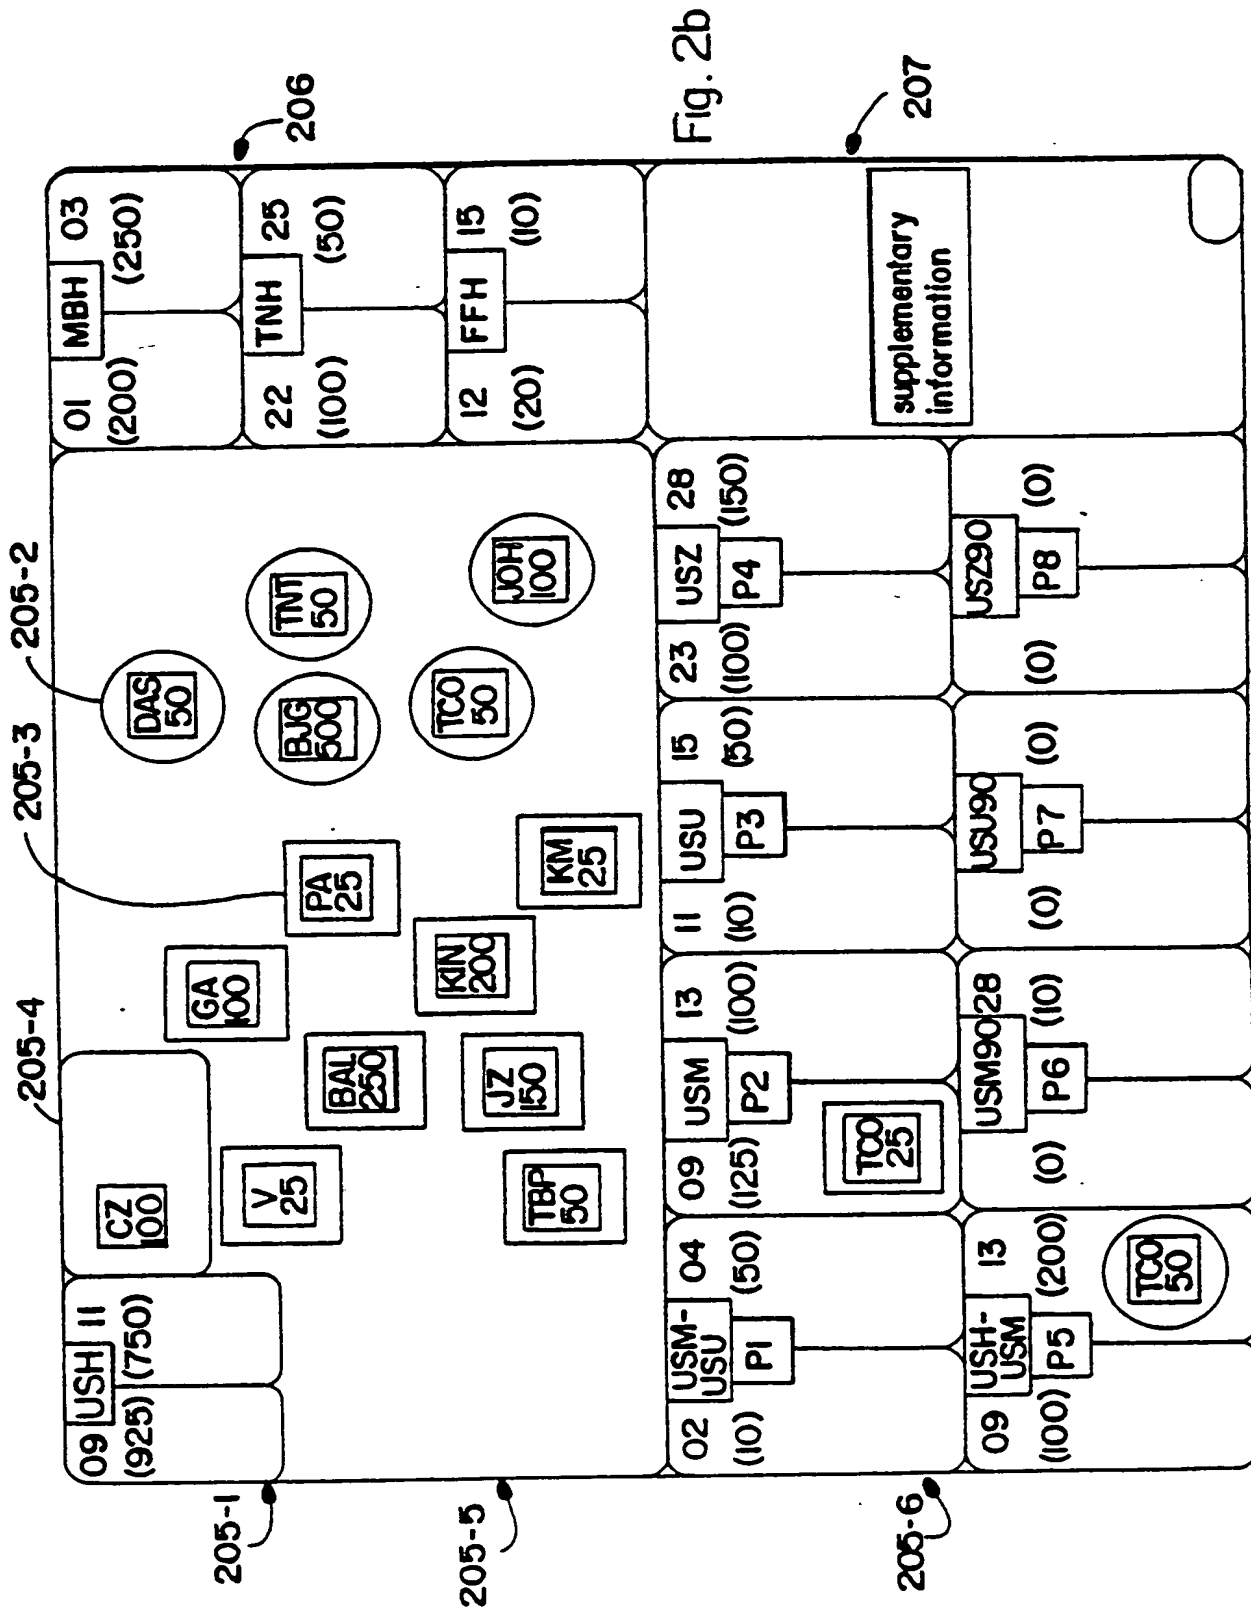 205-4
205-3
205-2
206
09 USH 11
(925) (750)
CZ
100
01 MBH 03
(200) (250)
DAS
50
GA
100
V
25
22 TNH 25
(100) (50)
BJG
500
TNT
50
PA
25
BAL
250
205-1
12 FFH 15
(20) (10)
TCO
50
KIN
200
JZ
150
JOH
100
KM
25
TBP
50
205-5
Fig. 2b
02 USM- 04
USU
(10) P1 (50)
09 USM 13
(125) P2 (100)
TCO
25
11 USU 15
(10) P3 (50)
23 USZ 28
(100) P4 (150)
supplementary
information
207
205-6
09 USH- 13
USM
(100) P5 (200)
TCO
50
USM90 28
(0) P6 (10)
USU90
(0) P7 (0)
USZ90
(0) P8 (0)